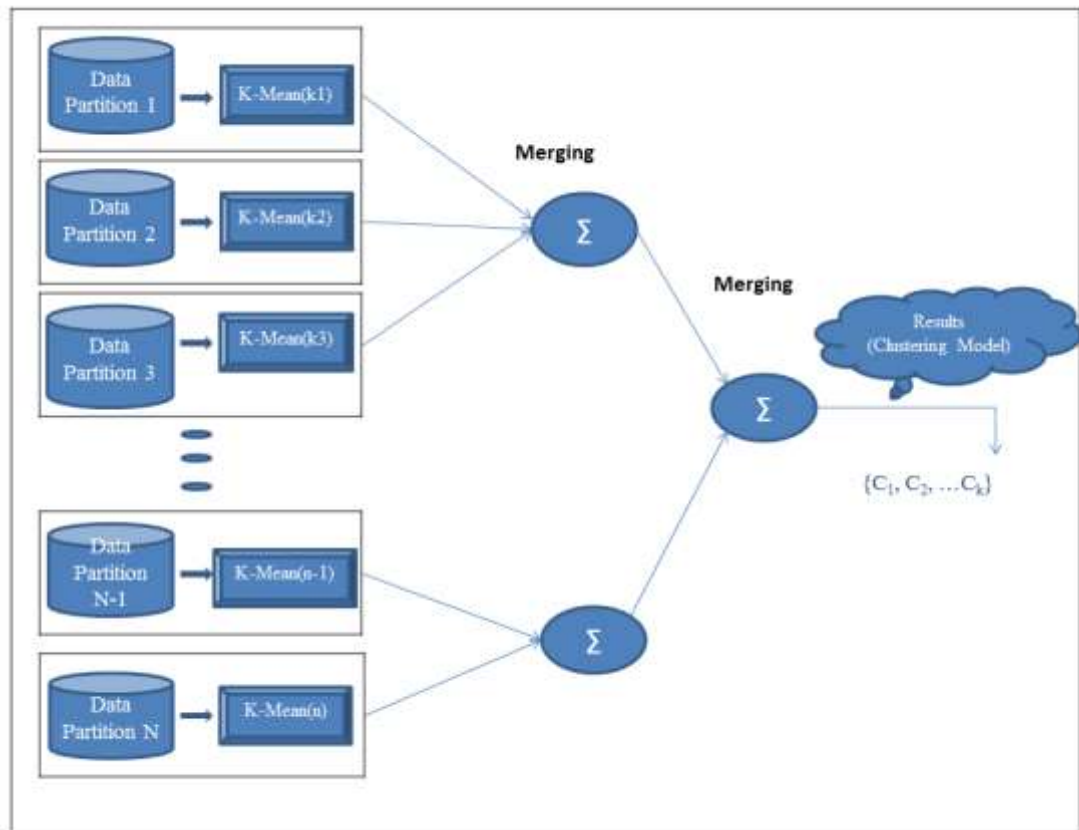 Data
Partition 1
K-Mean(k1)
Merging
Data
Partition 2
K-Mean(k2)
Σ
Merging
Data
Partition 3
K-Mean(k3)
Results
(Clustering Model)
Σ
{C₁, C₂, …Cₖ}
Data
Partition
N-1
K-Mean(n-1)
Σ
Data
Partition N
K-Mean(n)